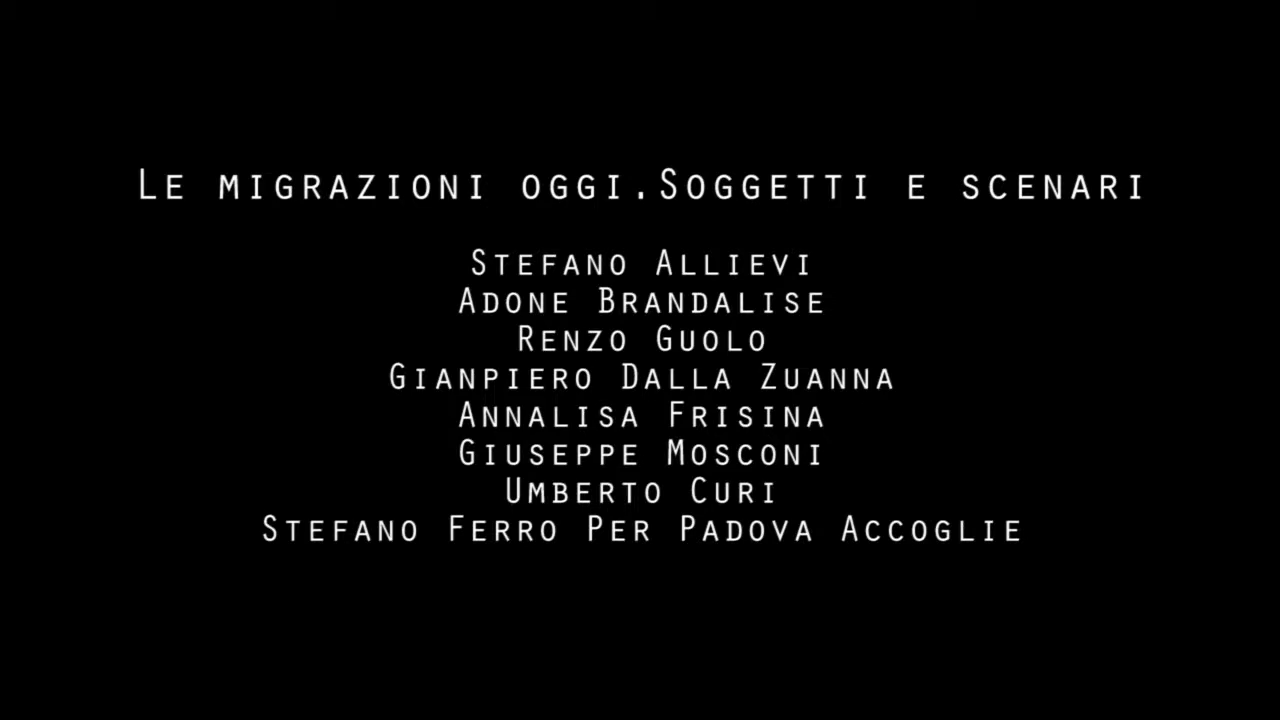 Le migrazioni oggi.Soggetti e scenari
Stefano Allievi
Adone Brandalise
Renzo Guolo
Gianpiero Dalla Zuanna
Annalisa Frisina
Giuseppe Mosconi
Umberto Curi
Stefano Ferro Per Padova Accoglie